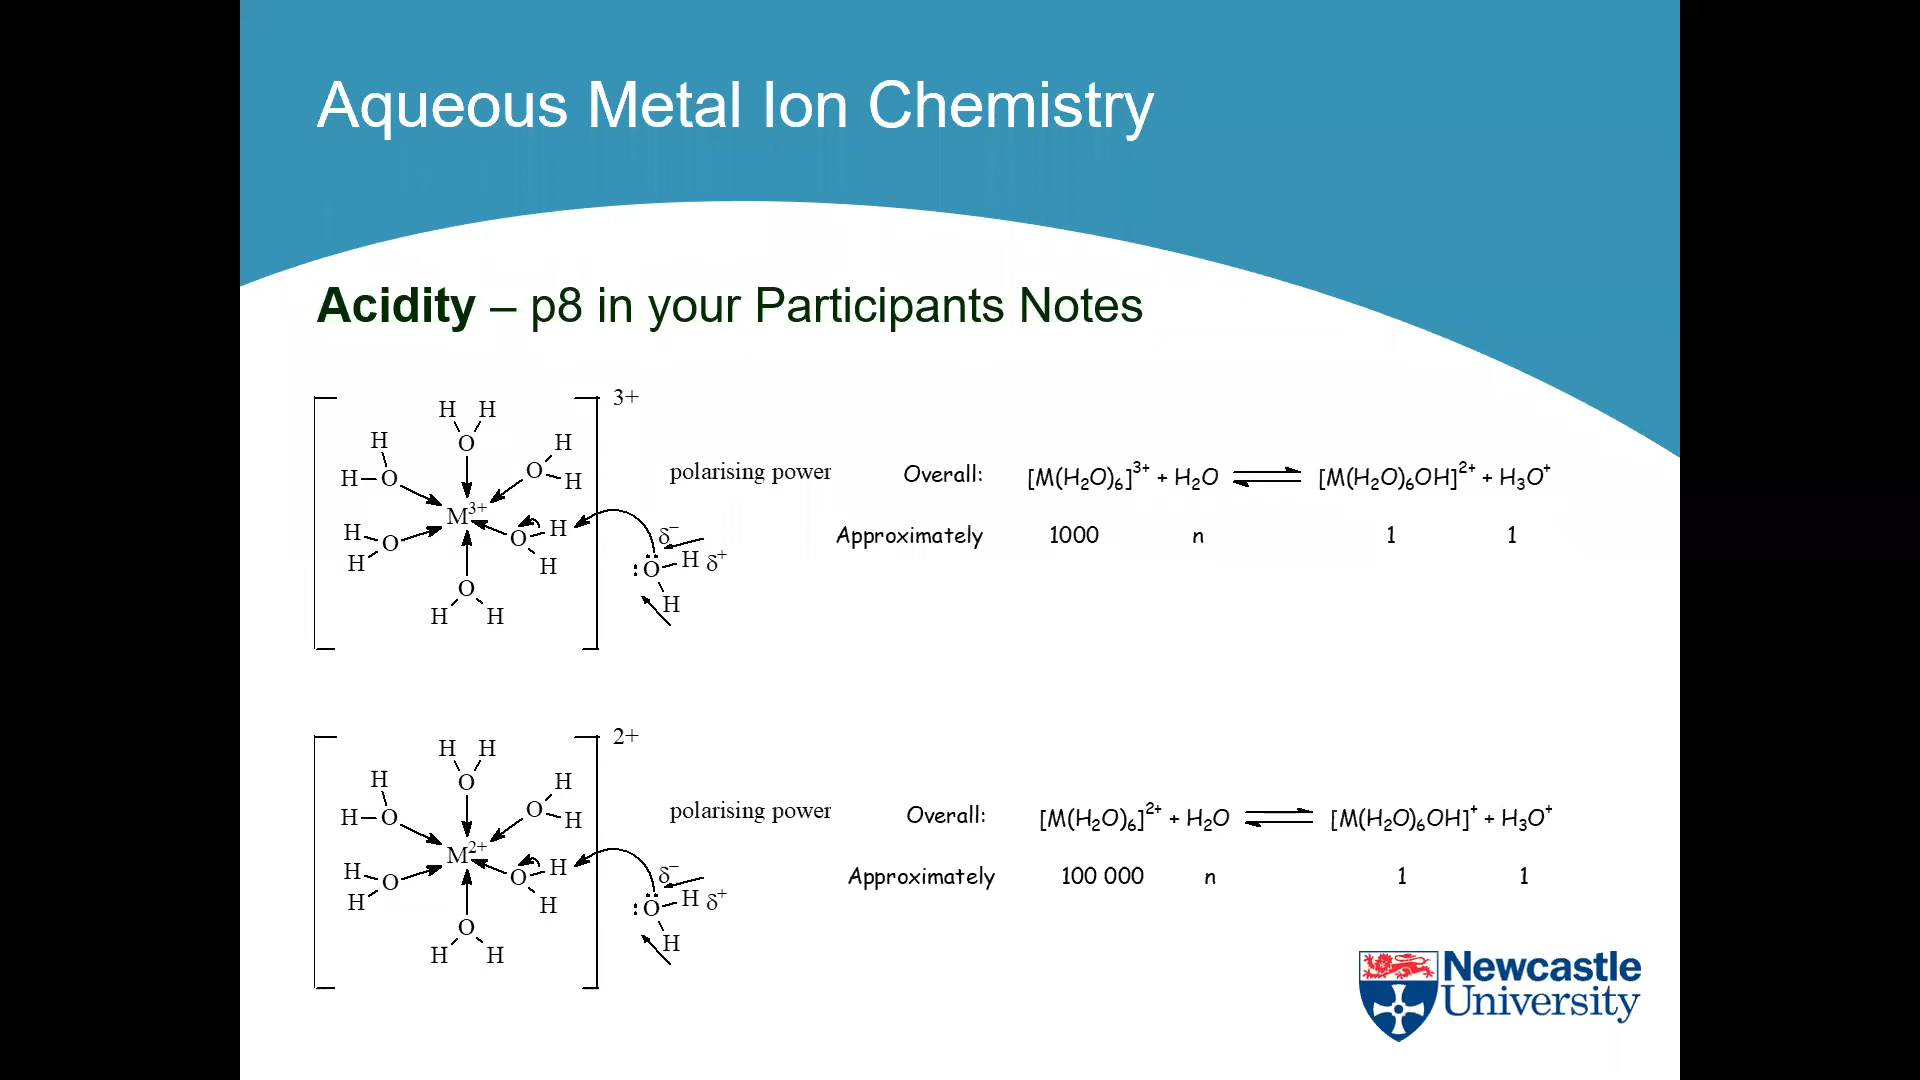 Aqueous Metal Ion Chemistry
Acidity – p8 in your Participants Notes
3+
H H
H O H
H–O O H
M3+
H O O H
H H
O
H H
δ−
:Ö H δ+
H
polarising power
Overall: [M(H2O)6]3+ + H2O ⇌ [M(H2O)6OH]2+ + H3O+
Approximately 1000 n 1 1
2+
H H
H O H
H–O O H
M2+
H O O H
H H
O
H H
δ−
:Ö H δ+
H
polarising power
Overall: [M(H2O)6]2+ + H2O ⇌ [M(H2O)6OH]+ + H3O+
Approximately 100 000 n 1 1
Newcastle
University